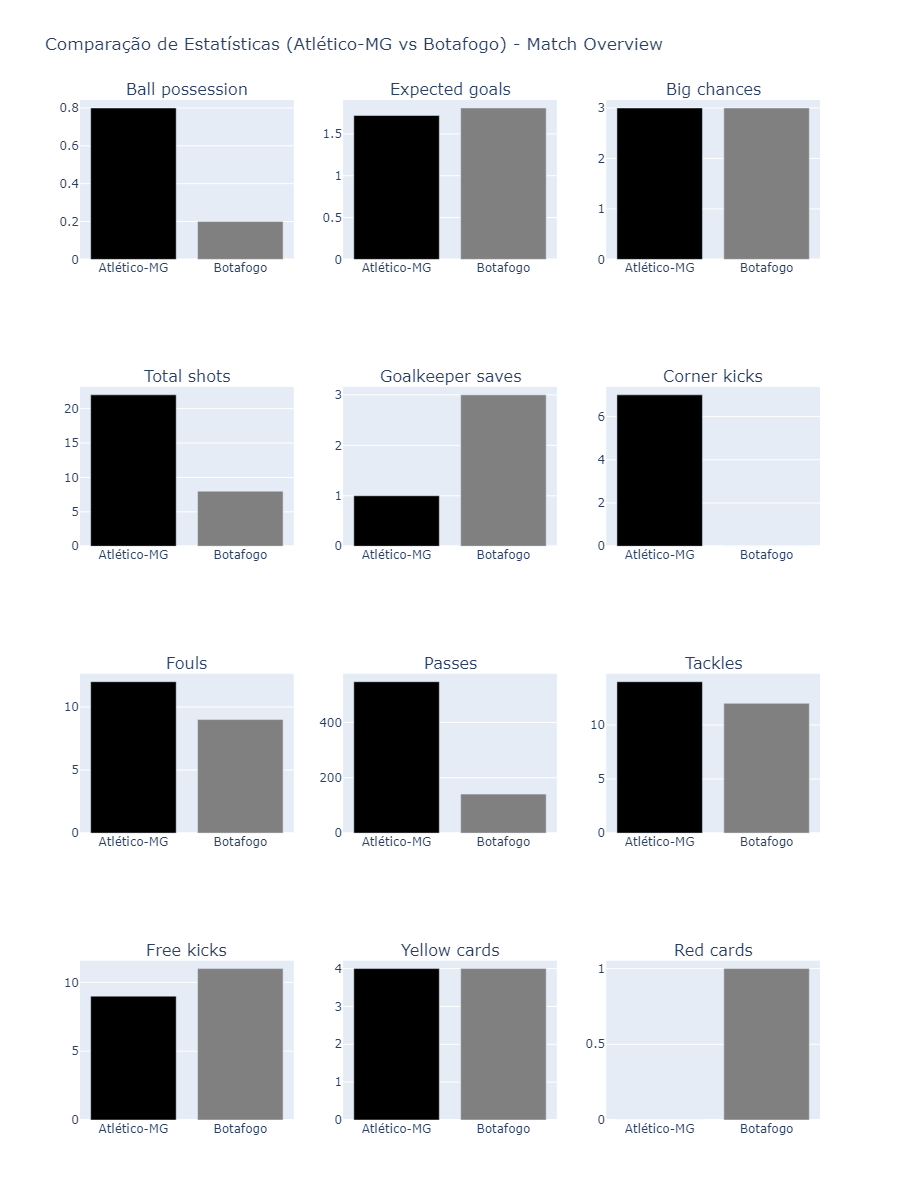 Comparação de Estatísticas (Atlético-MG vs Botafogo) - Match Overview
Ball possession
0.8
0.6
0.4
0.2
0
Atlético-MG
Botafogo
Expected goals
1.5
1
0.5
0
Atlético-MG
Botafogo
Big chances
3
2
1
0
Atlético-MG
Botafogo
Total shots
20
15
10
5
0
Atlético-MG
Botafogo
Goalkeeper saves
3
2
1
0
Atlético-MG
Botafogo
Corner kicks
6
4
2
0
Atlético-MG
Botafogo
Fouls
10
5
0
Atlético-MG
Botafogo
Passes
400
200
0
Atlético-MG
Botafogo
Tackles
10
5
0
Atlético-MG
Botafogo
Free kicks
10
5
0
Atlético-MG
Botafogo
Yellow cards
4
3
2
1
0
Atlético-MG
Botafogo
Red cards
1
0.5
0
Atlético-MG
Botafogo